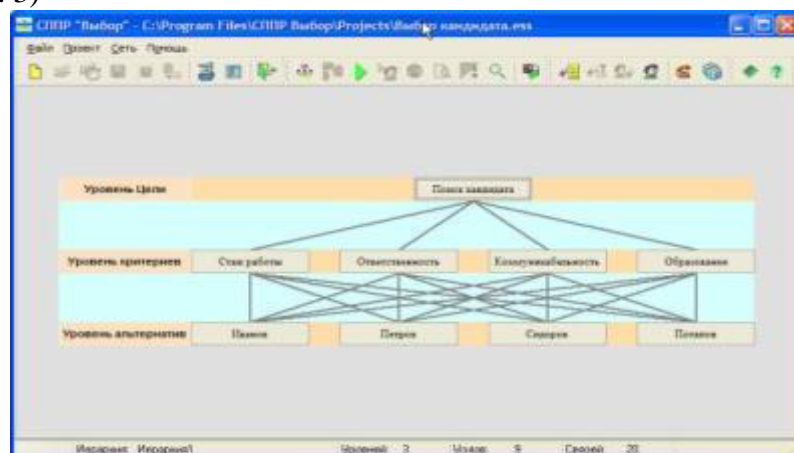 СППР "Выбор" - C:\Program Files\СППР Выбор\Projects\Выбор кандидата.ess
Файл Проект Сеть Помощь
Уровень Цели Поиск кандидата
Уровень критериев Стаж работы Ответственность Коммуникабельность Образование
Уровень альтернатив Иванов Петров Сидоров Потапов
Иерархия: Иерархия1 Уровней 3 Узлов 9 Связей 20